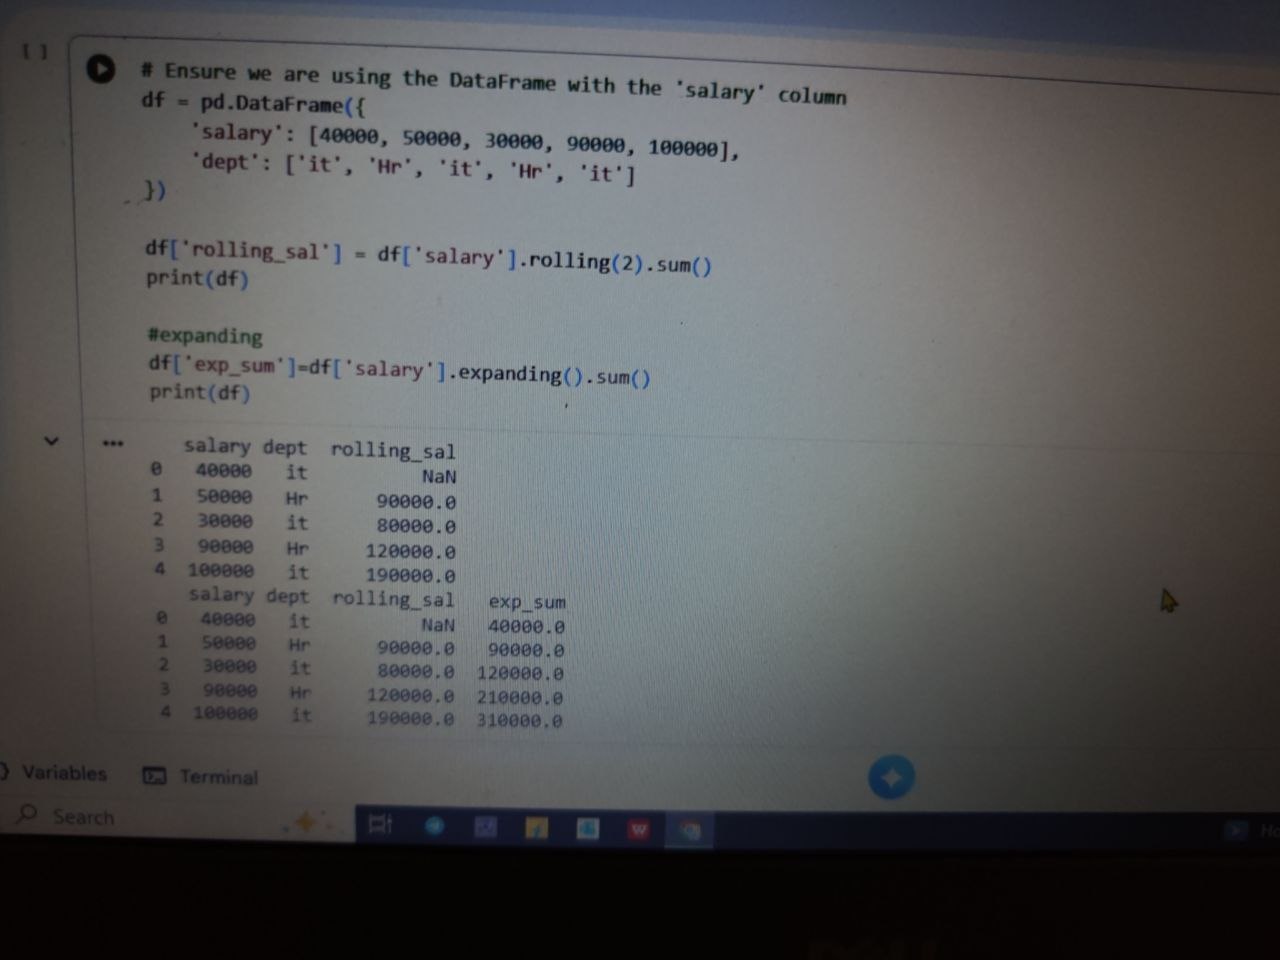 [ ]
# Ensure we are using the DataFrame with the 'salary' column
df = pd.DataFrame({
    'salary': [40000, 50000, 30000, 90000, 100000],
    'dept': ['it', 'Hr', 'it', 'Hr', 'it']
})
df['rolling_sal'] = df['salary'].rolling(2).sum()
print(df)
#expanding
df['exp_sum']=df['salary'].expanding().sum()
print(df)
   salary dept  rolling_sal
0   40000   it          NaN
1   50000   Hr      90000.0
2   30000   it      80000.0
3   90000   Hr     120000.0
4  100000   it     190000.0
   salary dept  rolling_sal   exp_sum
0   40000   it          NaN   40000.0
1   50000   Hr      90000.0   90000.0
2   30000   it      80000.0  120000.0
3   90000   Hr     120000.0  210000.0
4  100000   it     190000.0  310000.0
Variables Terminal
Search